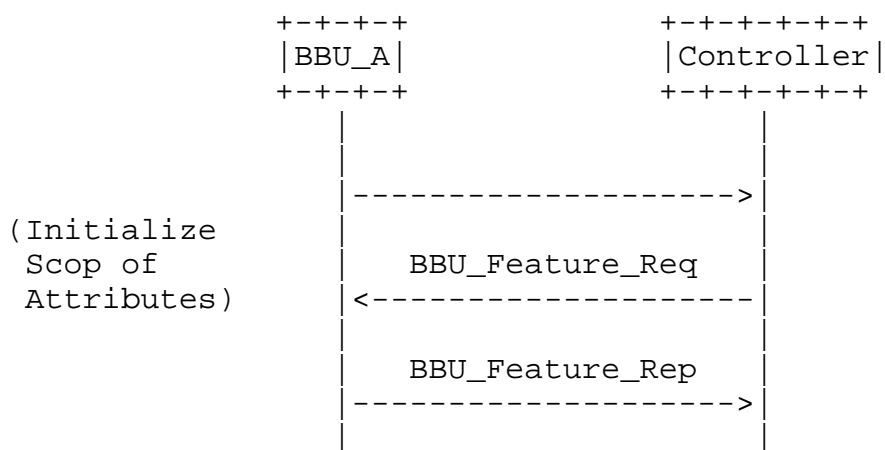 +-+-+-+ +-+-+-+-+-+
|BBU_A| |Controller|
+-+-+-+ +-+-+-+-+-+
| |
| |
|-------------------->|
(Initialize | |
Scop of | BBU_Feature_Req |
Attributes) |<--------------------|
| |
| BBU_Feature_Rep |
|-------------------->|
| |